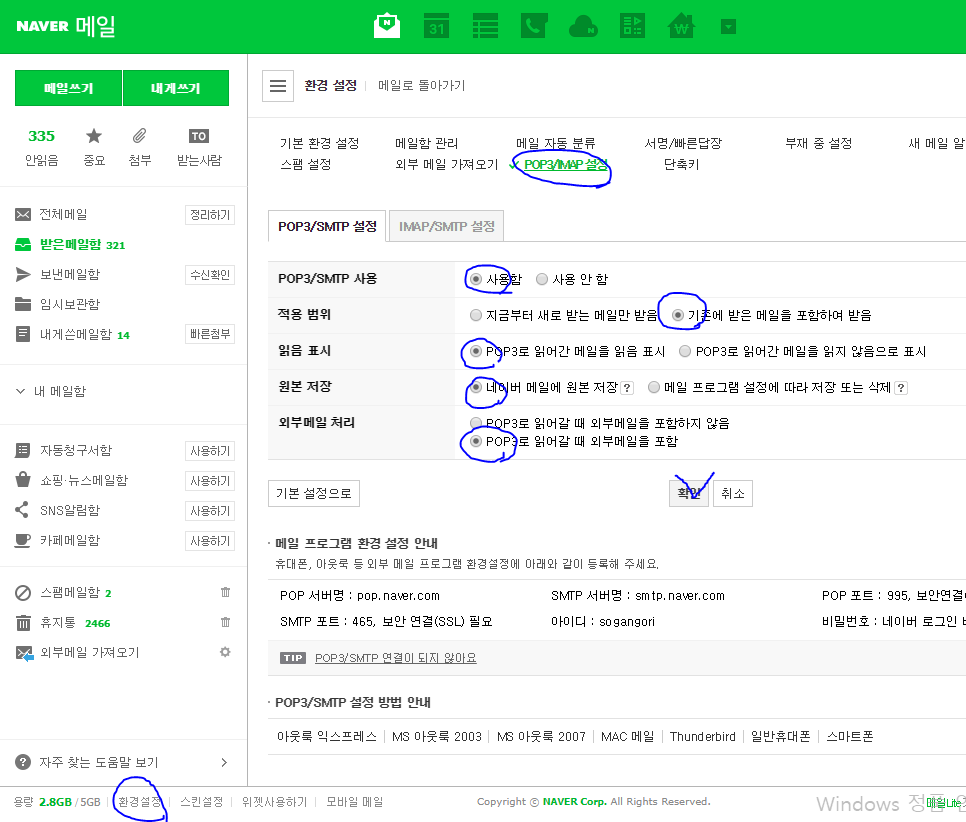 NAVER 메일
31
W
메일쓰기 내게쓰기
환경 설정 메일로 돌아가기
335 TO
안읽음 중요 첨부 받는사람
기본 환경 설정 메일함 관리 메일 자동 분류 서명/빠른답장 부재 중 설정 새 메일 알
스팸 설정 외부 메일 가져오기 POP3/IMAP 설정 단축키
전체메일 정리하기
받은메일함 321
보낸메일함 수신확인
임시보관함
내게쓴메일함 14 빠른첨부
내 메일함
자동청구서함 사용하기
쇼핑·뉴스메일함 사용하기
SNS알림함 사용하기
카페메일함 사용하기
스팸메일함 2
휴지통 2466
외부메일 가져오기
? 자주 찾는 도움말 보기
POP3/SMTP 설정 IMAP/SMTP 설정
POP3/SMTP 사용 사용함 사용 안 함
적용 범위 지금부터 새로 받는 메일만 받음 기존에 받은 메일을 포함하여 받음
읽음 표시 POP3로 읽어간 메일을 읽음 표시 POP3로 읽어간 메일을 읽지 않음으로 표시
원본 저장 네이버 메일에 원본 저장 ? 메일 프로그램 설정에 따라 저장 또는 삭제 ?
외부메일 처리 POP3로 읽어갈 때 외부메일을 포함하지 않음
POP3로 읽어갈 때 외부메일을 포함
기본 설정으로 확인 취소
· 메일 프로그램 환경 설정 안내
휴대폰, 아웃룩 등 외부 메일 프로그램 환경설정에 아래와 같이 등록해 주세요.
POP 서버명 : pop.naver.com SMTP 서버명 : smtp.naver.com POP 포트 : 995, 보안연결
SMTP 포트 : 465, 보안 연결(SSL) 필요 아이디 : sogangori 비밀번호 : 네이버 로그인
TIP POP3/SMTP 연결이 되지 않아요
· POP3/SMTP 설정 방법 안내
아웃룩 익스프레스 MS 아웃룩 2003 MS 아웃룩 2007 MAC 메일 Thunderbird 일반휴대폰 스마트폰
용량 2.8GB / 5GB 환경설정 스킨설정 위젯사용하기 모바일 메일 Copyright © NAVER Corp. All Rights Reserved. 메일Lite
Windows 정품